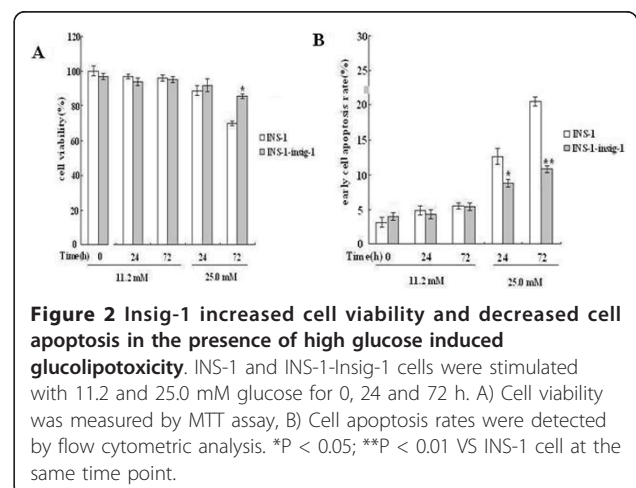 A
120
100
80
60
40
20
0
cell viability(%)
*
INS-1
INS-1-insig-1
Time(h) 0 24 72 24 72
11.2 mM 25.0 mM
B
30
25
20
15
10
5
0
early cell apoptosis rate(%)
*
**
INS-1
INS-1-insig-1
Time(h) 0 24 72 24 72
11.2 mM 25.0 mM
Figure 2 Insig-1 increased cell viability and decreased cell
apoptosis in the presence of high glucose induced
glucolipotoxicity. INS-1 and INS-1-Insig-1 cells were stimulated
with 11.2 and 25.0 mM glucose for 0, 24 and 72 h. A) Cell viability
was measured by MTT assay, B) Cell apoptosis rates were detected
by flow cytometric analysis. *P < 0.05; **P < 0.01 VS INS-1 cell at the
same time point.